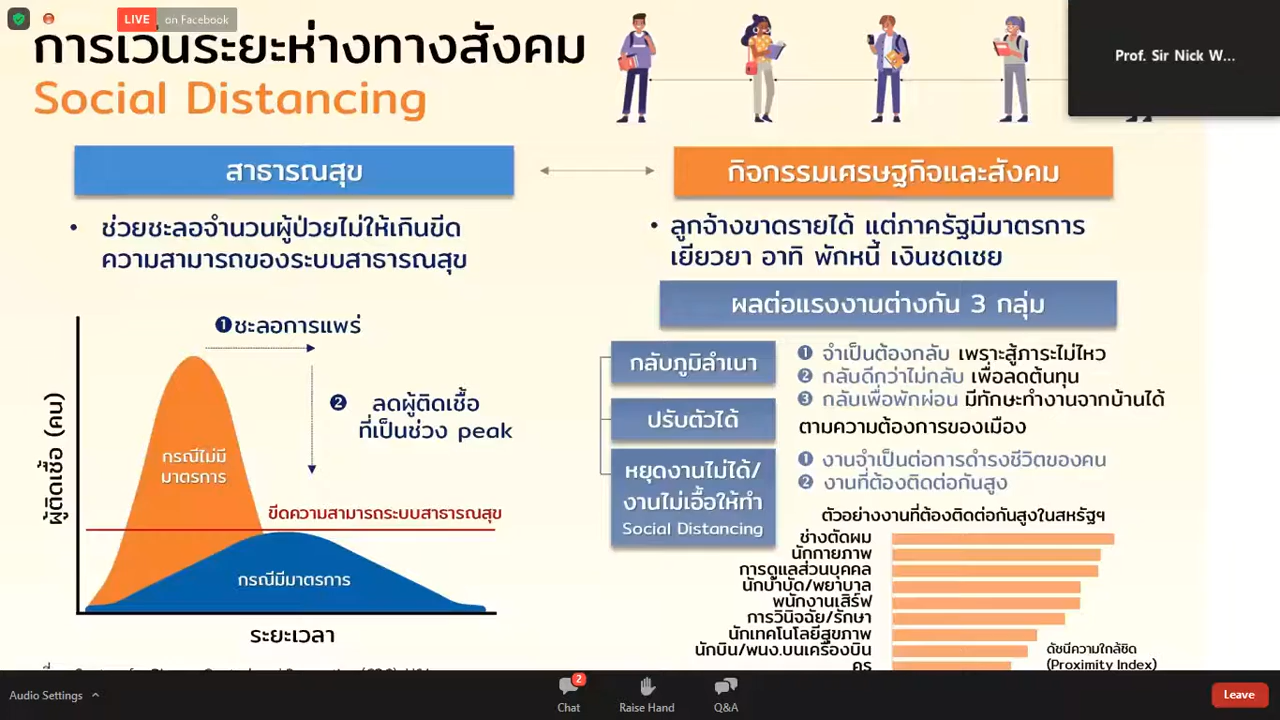 LIVE on Facebook
การเว้นระยะห่างทางสังคม
Social Distancing
Prof. Sir Nick W...
สาธารณสุข
กิจกรรมเศรษฐกิจและสังคม
• ช่วยชะลอจำนวนผู้ป่วยไม่ให้เกินขีด
ความสามารถของระบบสาธารณสุข
• ลูกจ้างขาดรายได้ แต่ภาครัฐมีมาตรการ
เยียวยา อาทิ พักหนี้ เงินชดเชย
ผลต่อแรงงานต่างกัน 3 กลุ่ม
❶ชะลอการแพร่
❷ ลดผู้ติดเชื้อ
ที่เป็นช่วง peak
ผู้ติดเชื้อ (คน)
กรณีไม่มี
มาตรการ
ขีดความสามารถระบบสาธารณสุข
กรณีมีมาตรการ
ระยะเวลา
กลับภูมิลำเนา
❶ จำเป็นต้องกลับ เพราะสู้ภาระไม่ไหว
❷ กลับดีกว่าไม่กลับ เพื่อลดต้นทุน
❸ กลับเพื่อพักผ่อน มีทักษะทำงานจากบ้านได้
ปรับตัวได้
ตามความต้องการของเมือง
หยุดงานไม่ได้/
งานไม่เอื้อให้ทำ
Social Distancing
❶ งานจำเป็นต่อการดำรงชีวิตของคน
❷ งานที่ต้องติดต่อกันสูง
ตัวอย่างงานที่ต้องติดต่อกันสูงในสหรัฐฯ
ช่างตัดผม
นักกายภาพ
การดูแลส่วนบุคคล
นักบำบัด/พยาบาล
พนักงานเสิร์ฟ
การวินิจฉัย/รักษา
นักเทคโนโลยีสุขภาพ
นักบิน/พนง.บนเครื่องบิน
ครู
ดัชนีความใกล้ชิด
(Proximity Index)
Audio Settings
2
Chat
Raise Hand
Q&A
Leave